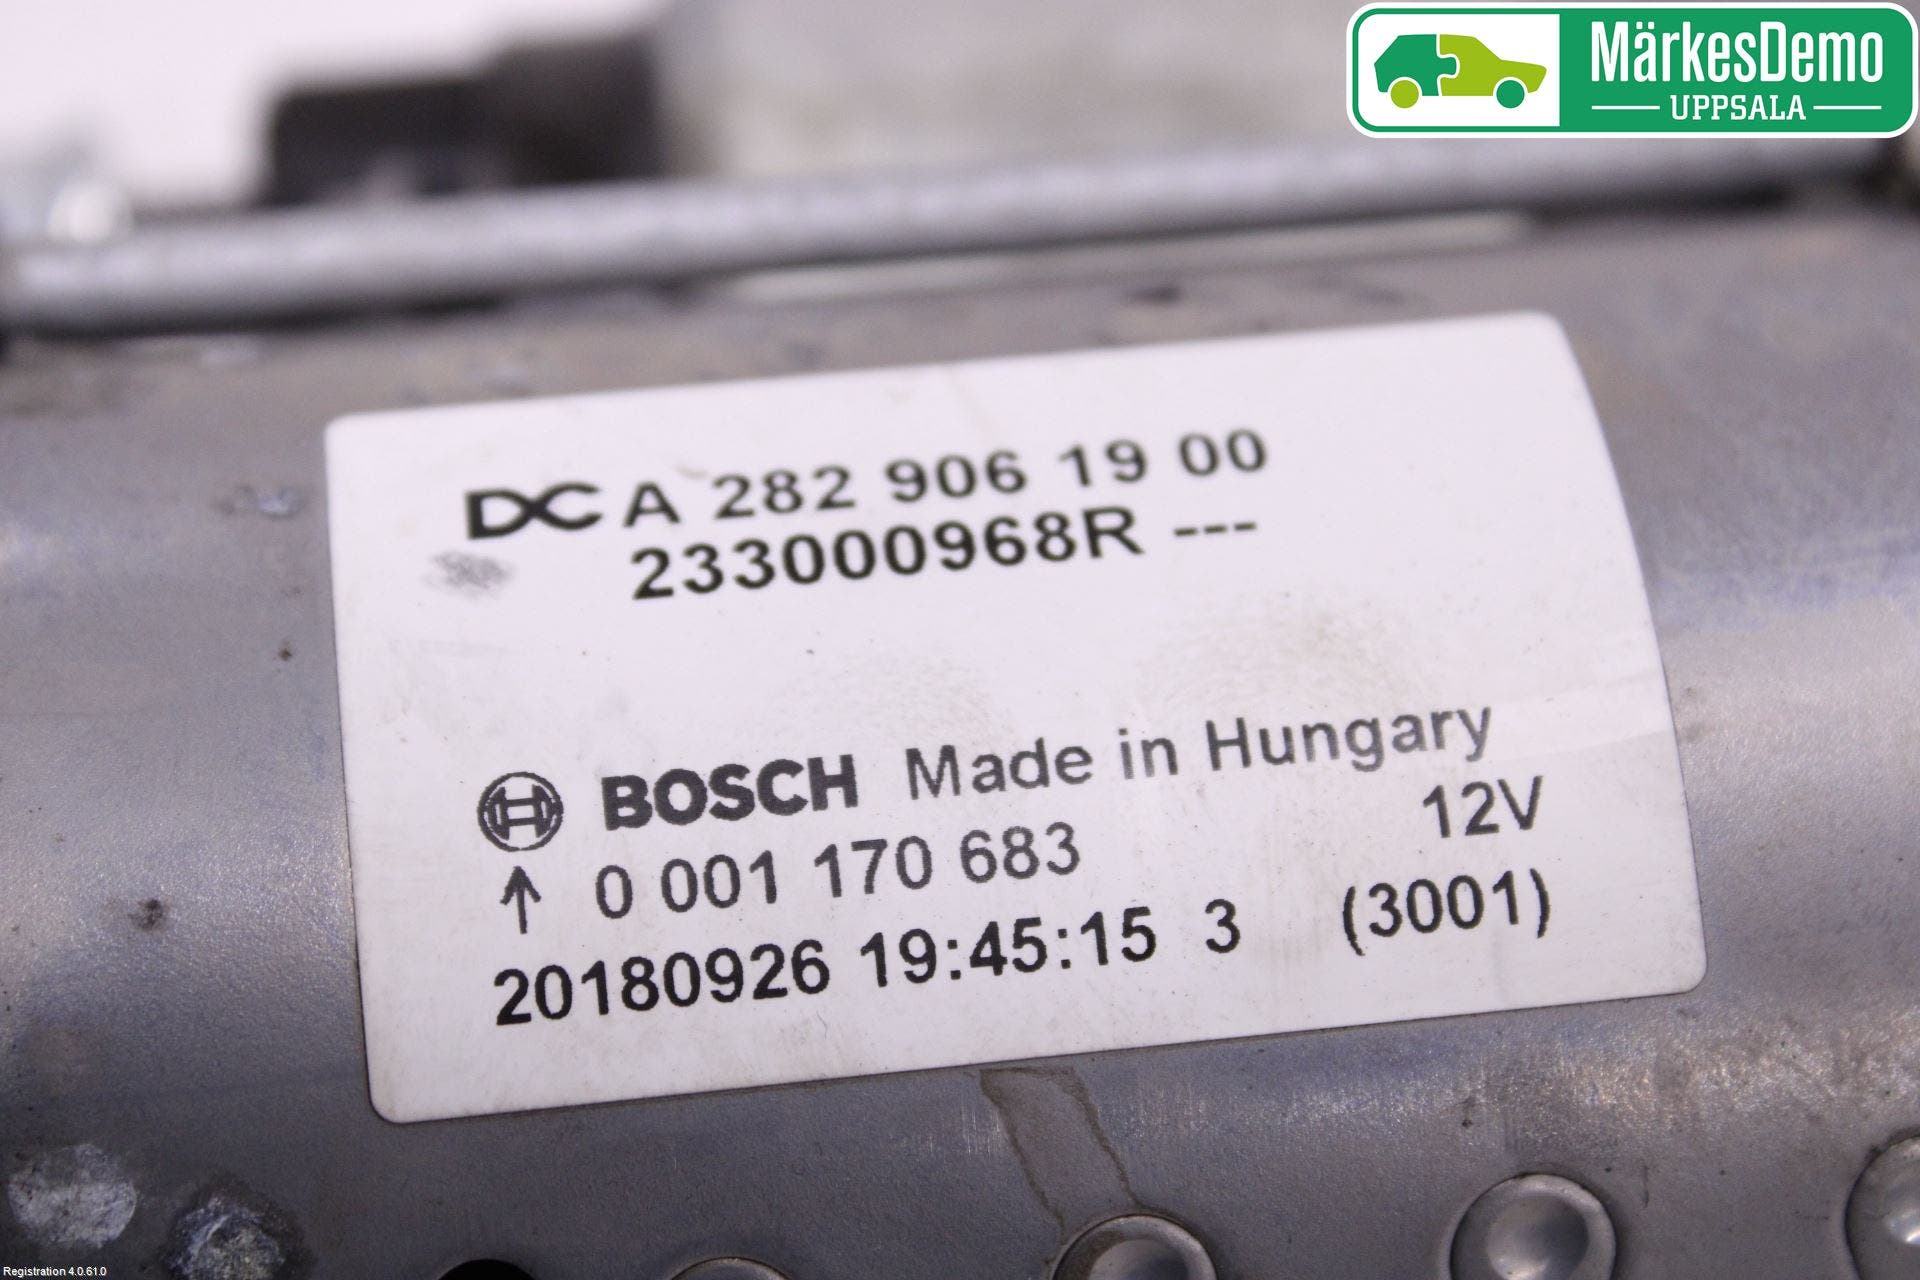 MärkesDemo
UPPSALA
DC A 282 906 19 00
233000968R ---
BOSCH Made in Hungary
12V
0 001 170 683
20180926 19:45:15 3 (3001)
Registration 4.0.61.0